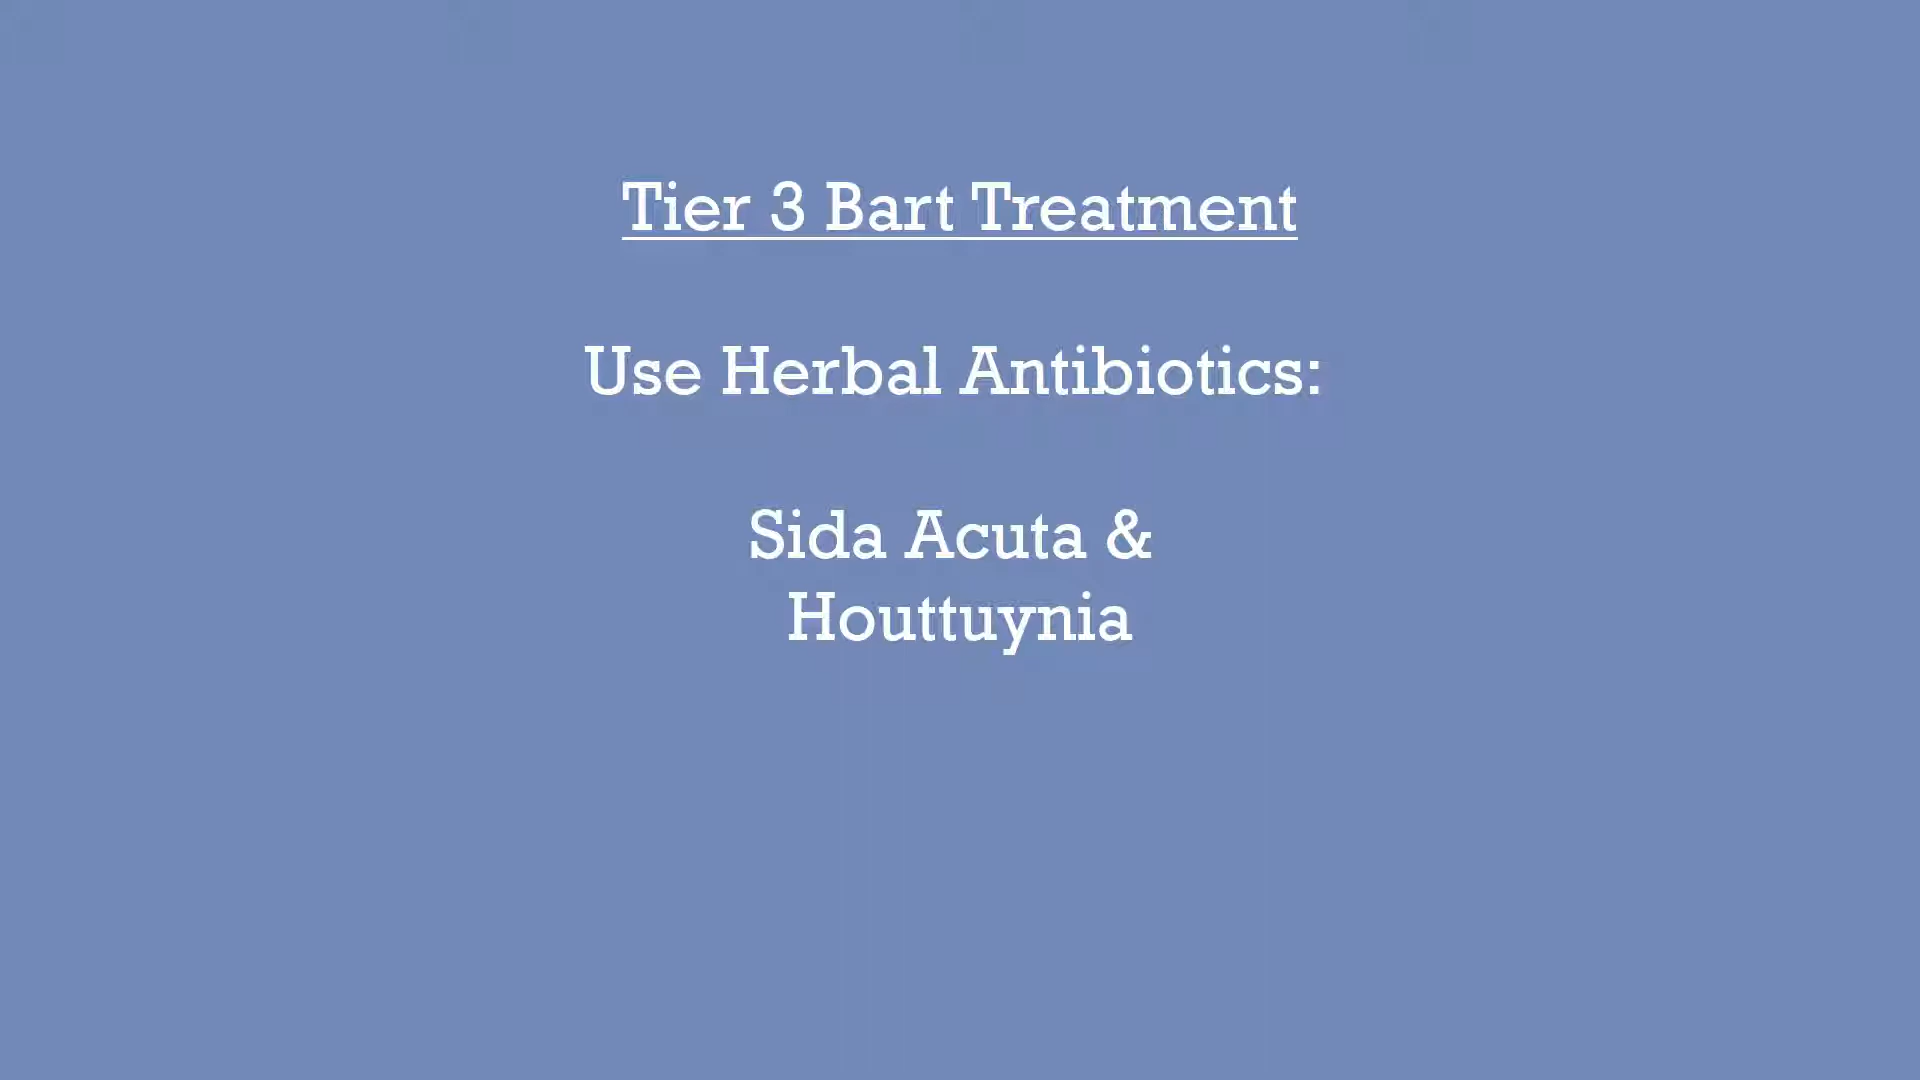 Tier 3 Bart Treatment
Use Herbal Antibiotics:
Sida Acuta &
Houttuynia